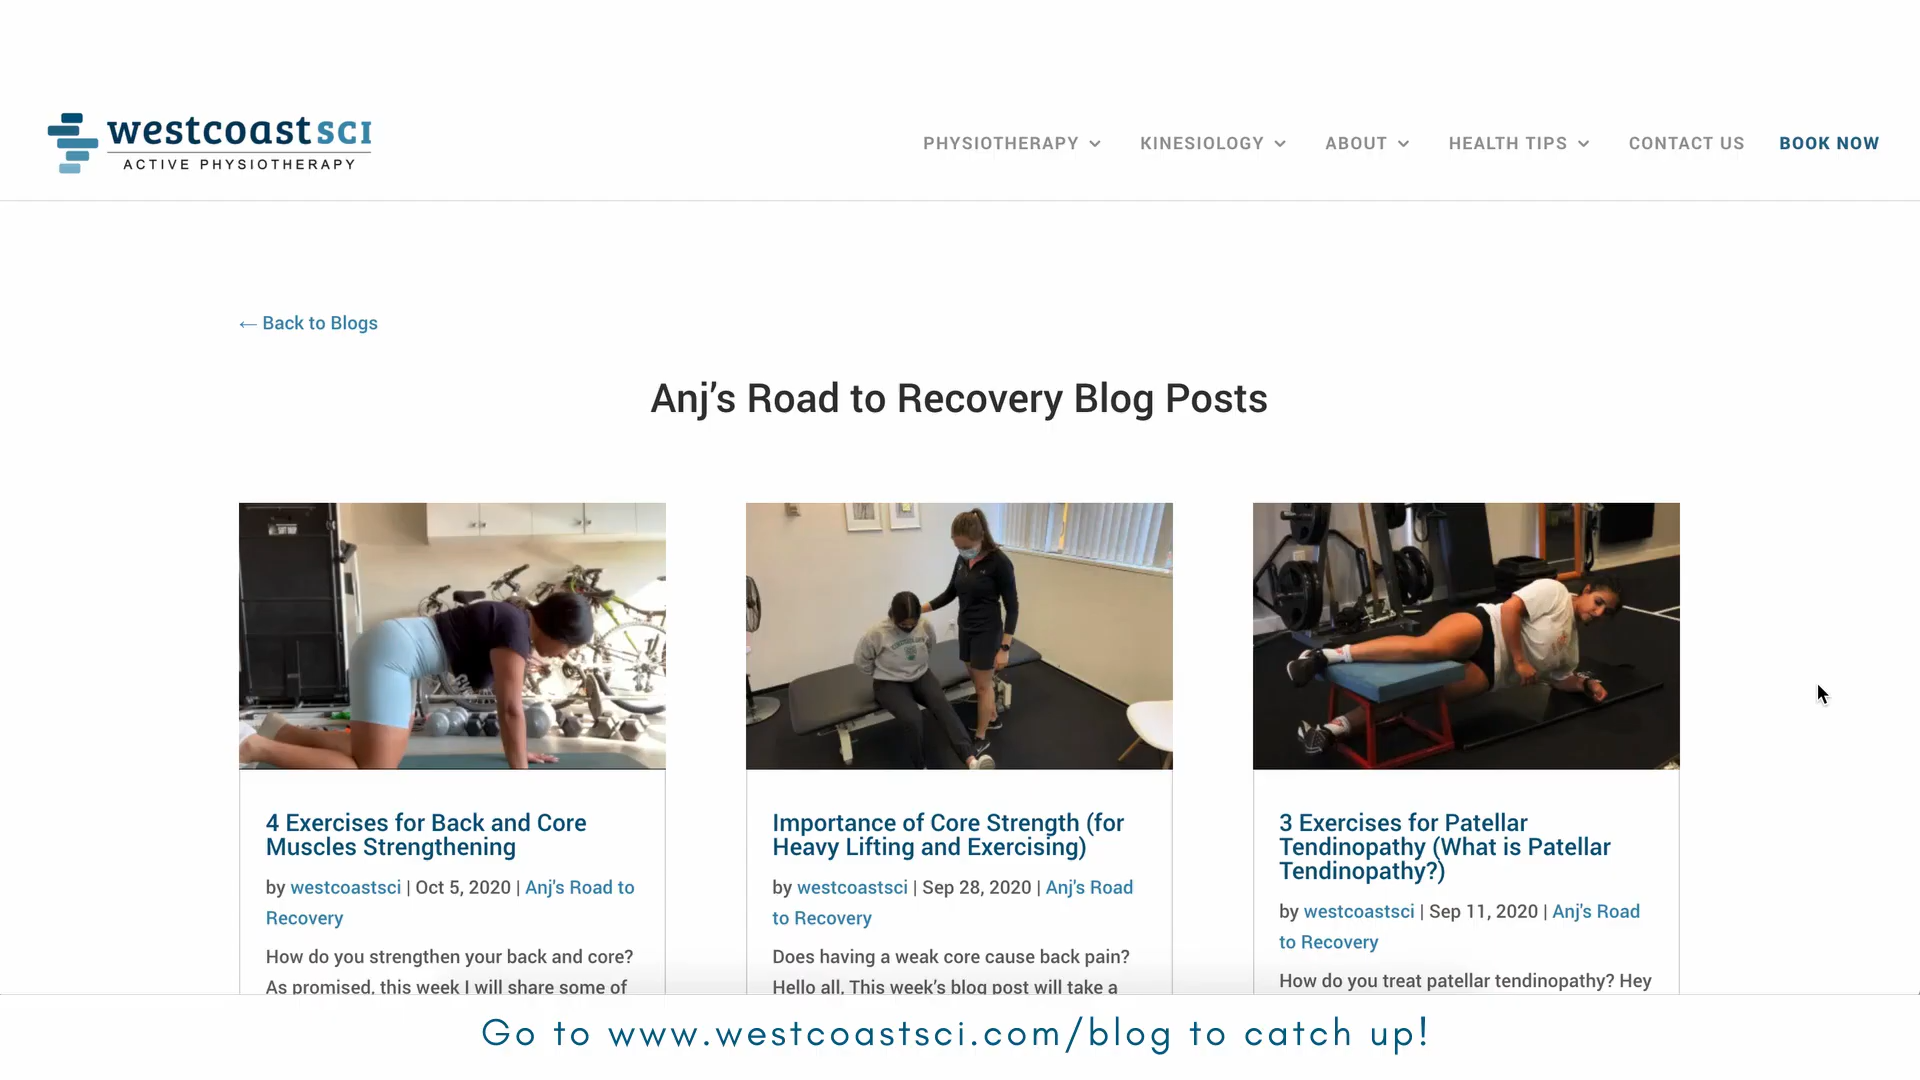 westcoast sci
ACTIVE PHYSIOTHERAPY
PHYSIOTHERAPY
KINESIOLOGY
ABOUT
HEALTH TIPS
CONTACT US
BOOK NOW
← Back to Blogs
Anj's Road to Recovery Blog Posts
4 Exercises for Back and Core
Muscles Strengthening
by westcoastsci | Oct 5, 2020 | Anj's Road to
Recovery
How do you strengthen your back and core?
As promised, this week I will share some of
Importance of Core Strength (for
Heavy Lifting and Exercising)
by westcoastsci | Sep 28, 2020 | Anj's Road
to Recovery
Does having a weak core cause back pain?
Hello all, This week's blog post will take a
3 Exercises for Patellar
Tendinopathy (What is Patellar
Tendinopathy?)
by westcoastsci | Sep 11, 2020 | Anj's Road
to Recovery
How do you treat patellar tendinopathy? Hey
Go to www.westcoastsci.com/blog to catch up!